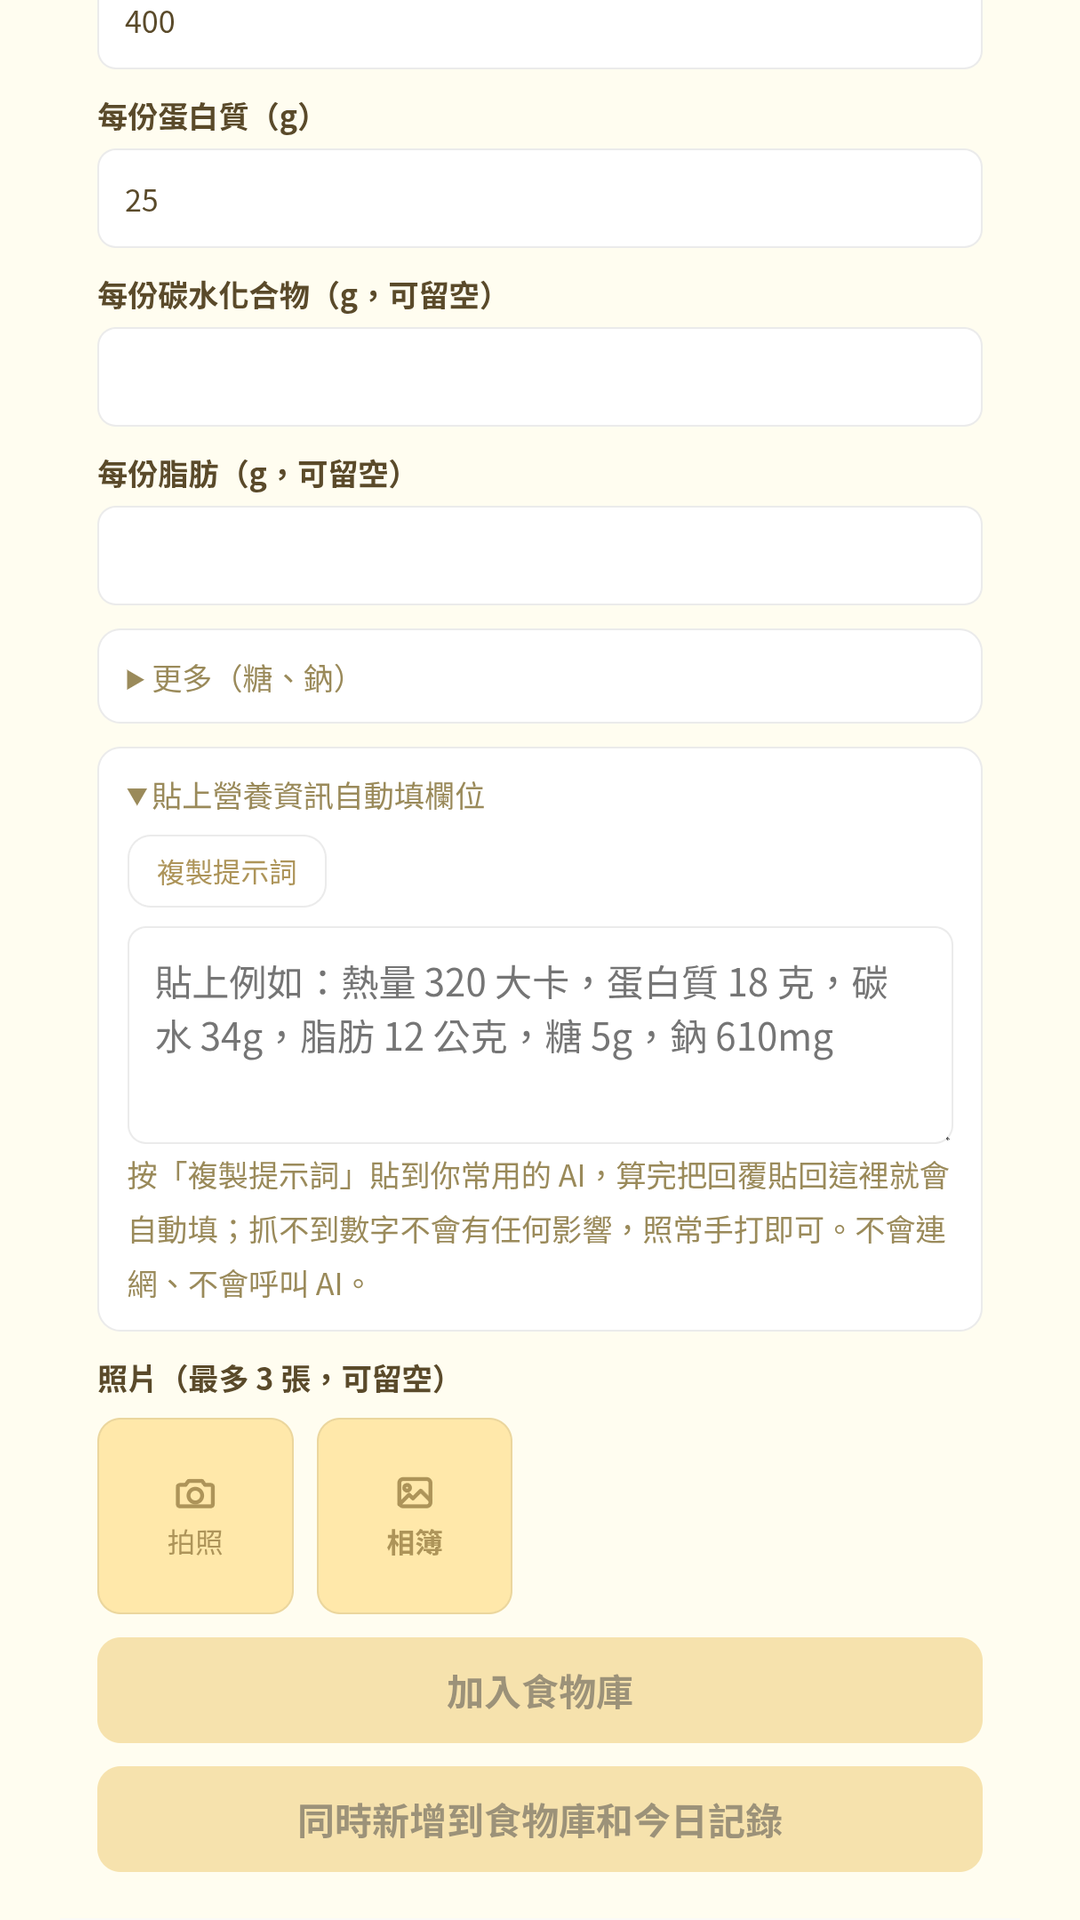 400
每份蛋白質（g）
25
每份碳水化合物（g，可留空）
每份脂肪（g，可留空）
▶ 更多（糖、鈉）
▼貼上營養資訊自動填欄位
複製提示詞
貼上例如：熱量 320 大卡，蛋白質 18 克，碳
水 34g，脂肪 12 公克，糖 5g，鈉 610mg
按「複製提示詞」貼到你常用的 AI，算完把回覆貼回這裡就會
自動填；抓不到數字不會有任何影響，照常手打即可。不會連
網、不會呼叫 AI。
照片（最多 3 張，可留空）
拍照
相簿
加入食物庫
同時新增到食物庫和今日記錄